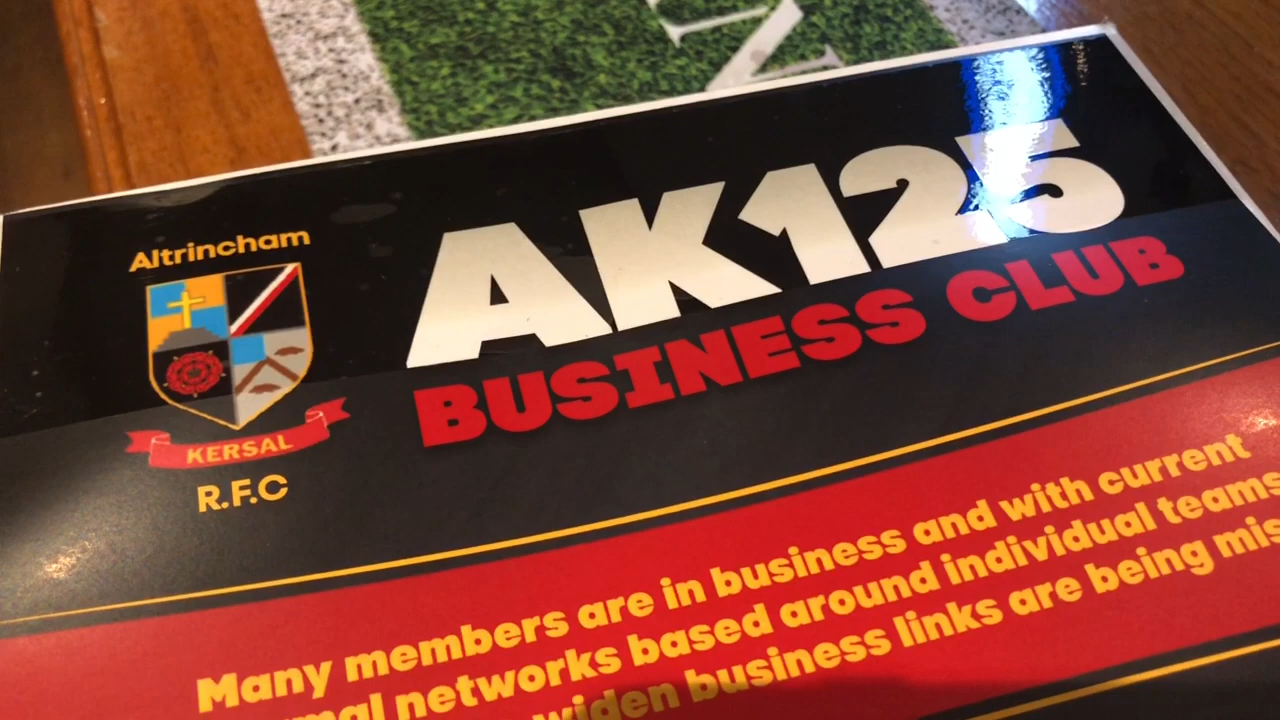 Altrincham
KERSAL
R.F.C
AK125
BUSINESS CLUB
Many members are in business and with current
networks based around individual teams
widen business links are being